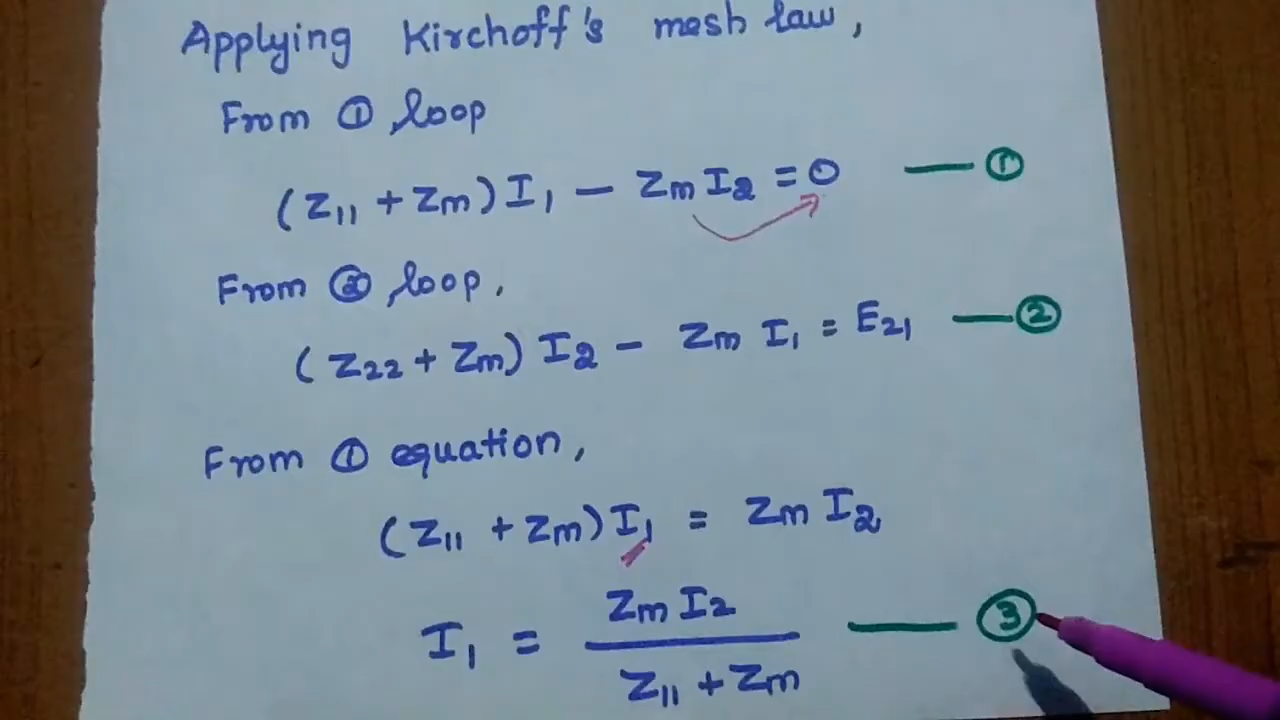 Applying Kirchoff's mesh law,
From ① loop
(Z₁₁ + Zm) I₁ − Zm I₂ = 0 — ①
From ② loop,
(Z₂₂ + Zm) I₂ − Zm I₁ = E₂₁ — ②
From ① equation,
(Z₁₁ + Zm) I₁ = Zm I₂
I₁ = Zm I₂ / Z₁₁ + Zm — ③